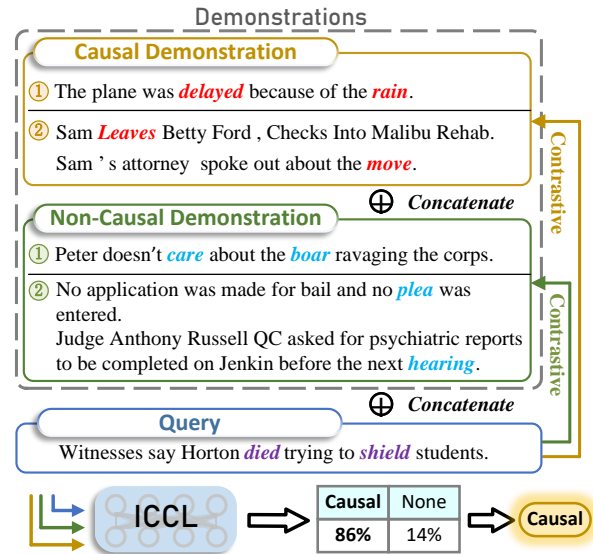 Demonstrations
Causal Demonstration
① The plane was delayed because of the rain.
② Sam Leaves Betty Ford , Checks Into Malibu Rehab.
Sam ’ s attorney spoke out about the move.
Contrastive
⊕ Concatenate
Non-Causal Demonstration
① Peter doesn’t care about the boar ravaging the corps.
② No application was made for bail and no plea was
entered.
Judge Anthony Russell QC asked for psychiatric reports
to be completed on Jenkin before the next hearing.
Contrastive
⊕ Concatenate
Query
Witnesses say Horton died trying to shield students.
ICCL
Causal None
86% 14%
Causal